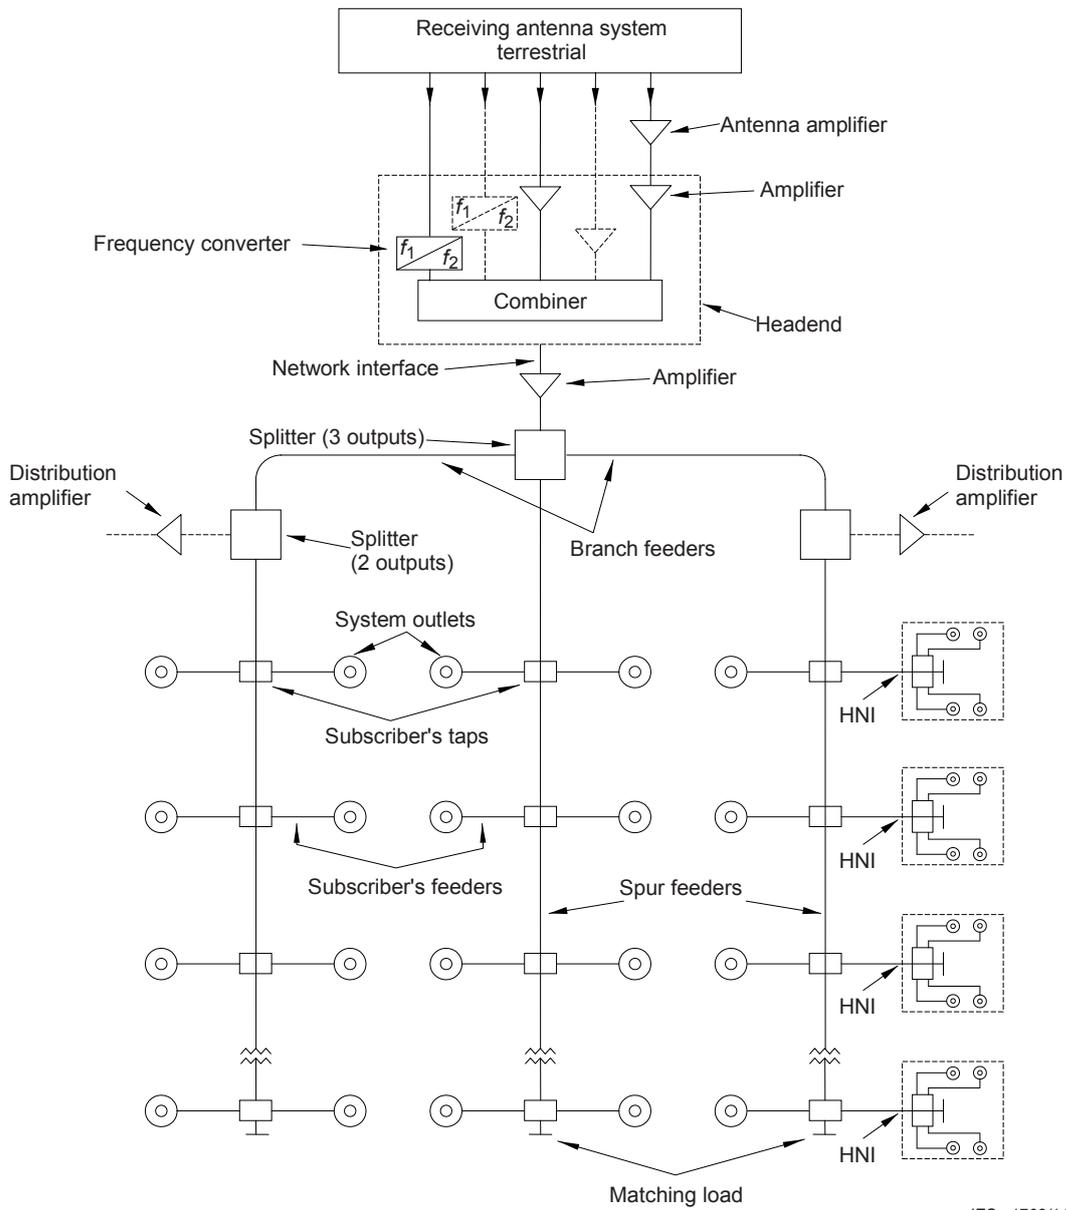 Receiving antenna system
terrestrial
Antenna amplifier
Amplifier
f1
f2
Frequency converter
f1
f2
Combiner
Headend
Network interface
Amplifier
Splitter (3 outputs)
Distribution
amplifier
Distribution
amplifier
Splitter
(2 outputs)
Branch feeders
System outlets
HNI
Subscriber's taps
HNI
Subscriber's feeders
Spur feeders
HNI
HNI
Matching load